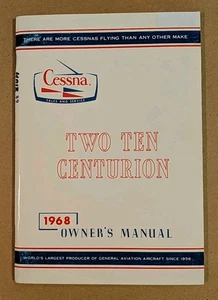 THERE ARE MORE CESSNAS FLYING THAN ANY OTHER MAKE
Cessna
SALES AND SERVICE
TWO TEN
CENTURION
1968
OWNER'S MANUAL
WORLD'S LARGEST PRODUCER OF GENERAL AVIATION AIRCRAFT SINCE 1956